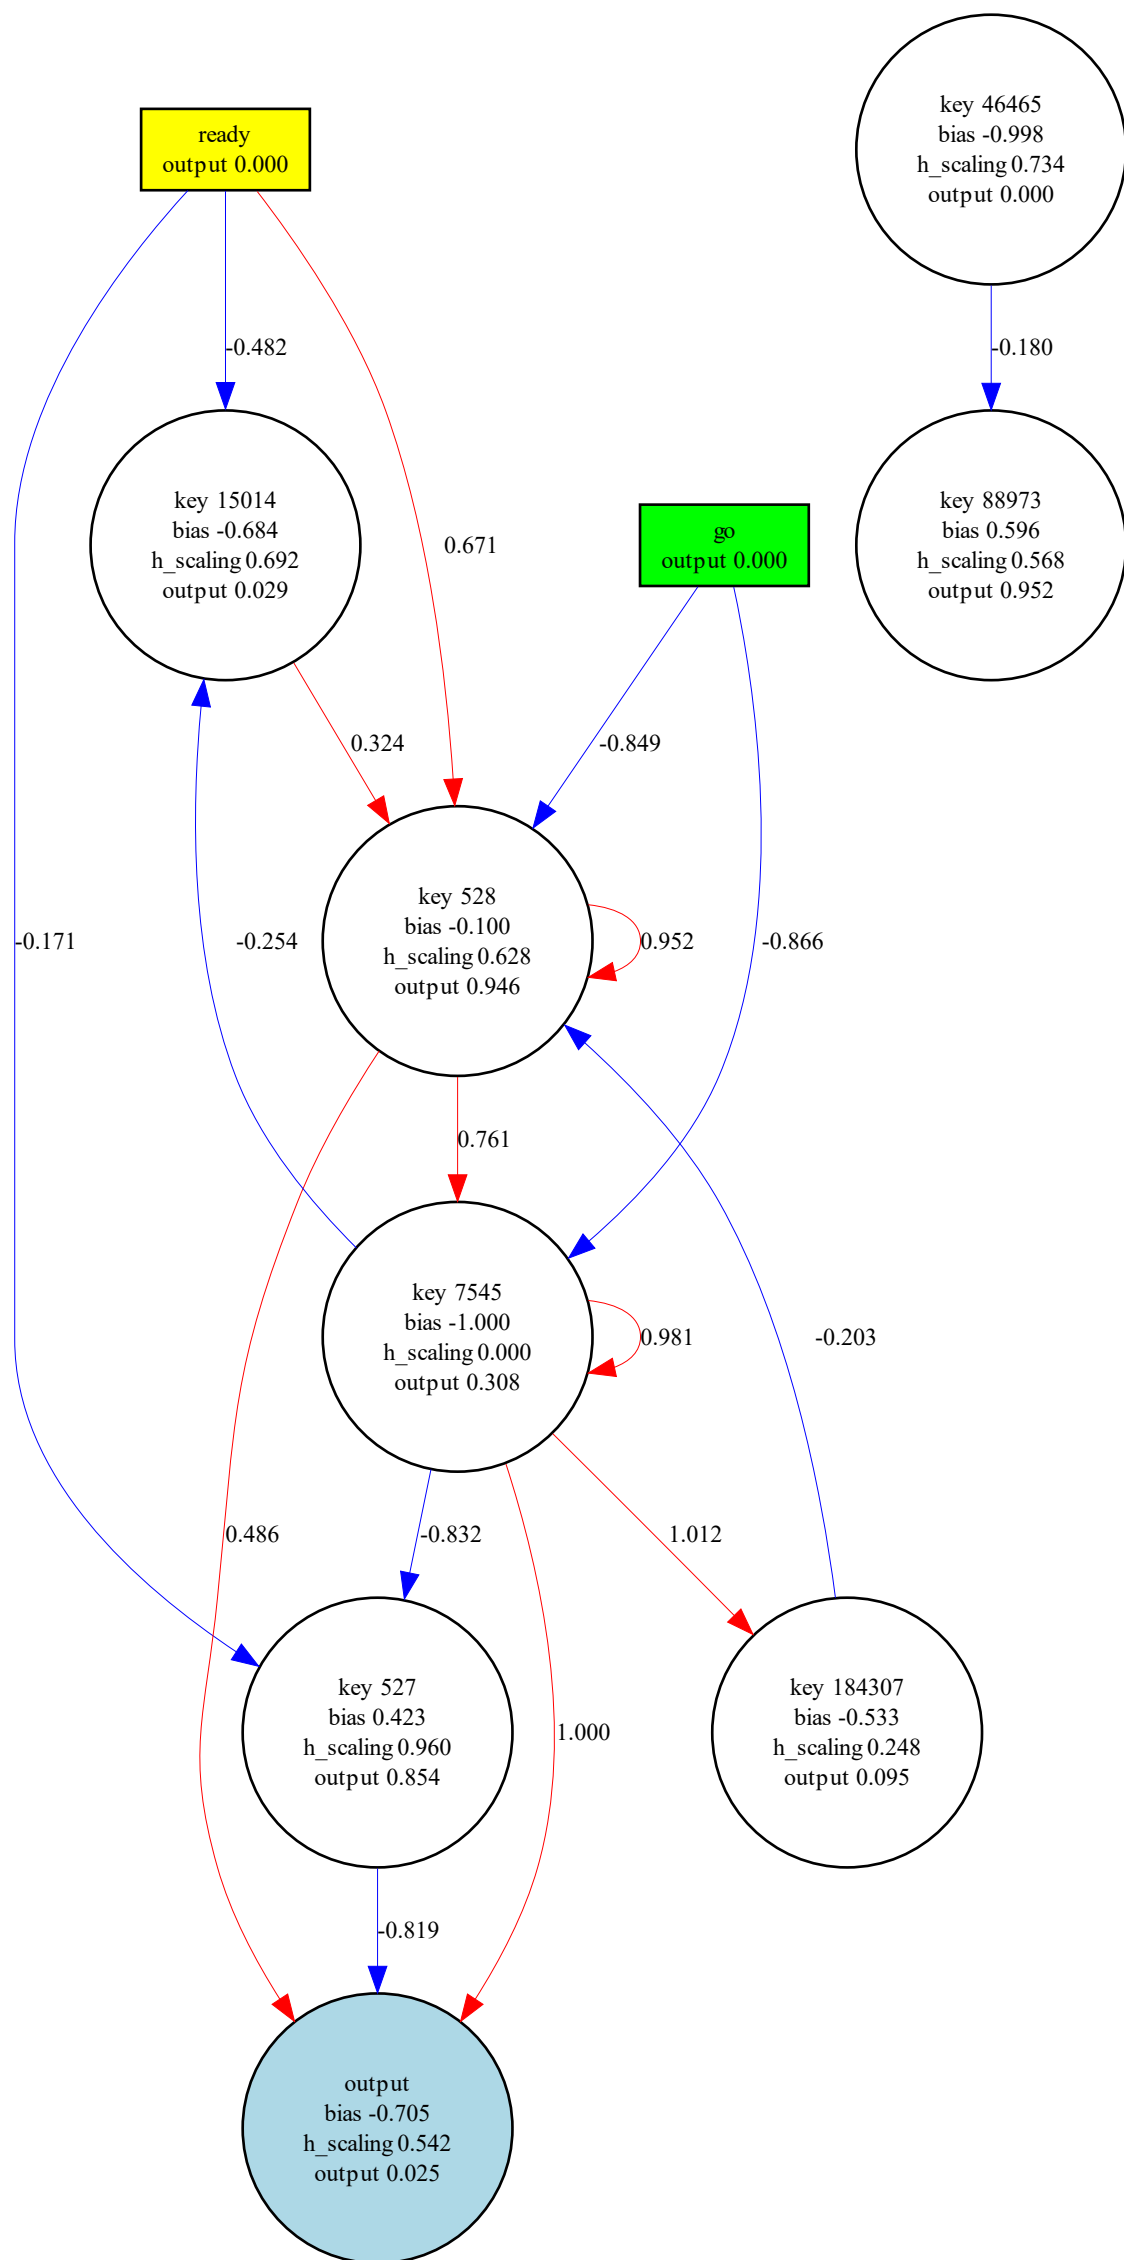 ready
output 0.000
key 46465
bias -0.998
h_scaling 0.734
output 0.000
-0.482
-0.180
key 15014
bias -0.684
h_scaling 0.692
output 0.029
0.671
go
output 0.000
key 88973
bias 0.596
h_scaling 0.568
output 0.952
0.324
-0.849
-0.171
-0.254
key 528
bias -0.100
h_scaling 0.628
output 0.946
0.952
-0.866
0.761
key 7545
bias -1.000
h_scaling 0.000
output 0.308
0.981
-0.203
0.486
-0.832
1.012
key 527
bias 0.423
h_scaling 0.960
output 0.854
1.000
key 184307
bias -0.533
h_scaling 0.248
output 0.095
-0.819
output
bias -0.705
h_scaling 0.542
output 0.025